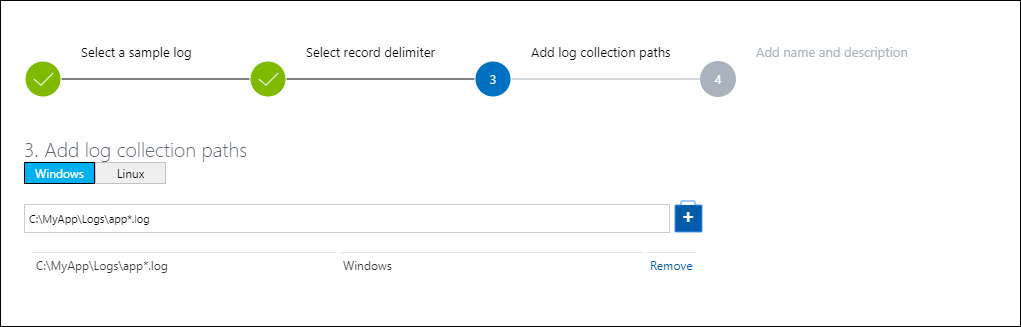 Select a sample log Select record delimiter Add log collection paths Add name and description
3 4
3. Add log collection paths
Windows Linux
C:\MyApp\Logs\app*.log +
C:\MyApp\Logs\app*.log Windows Remove